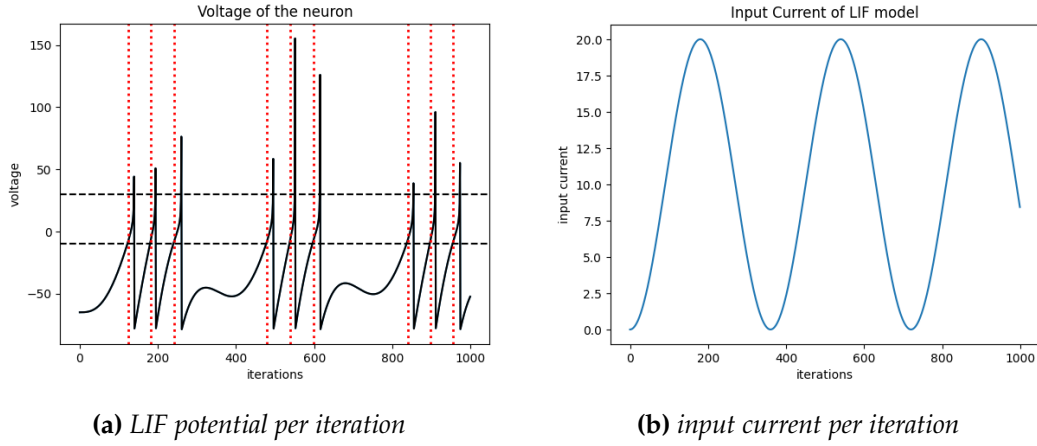 Voltage of the neuron
150
100
50
0
−50
voltage
0 200 400 600 800 1000
iterations
(a) LIF potential per iteration
Input Current of LIF model
20.0
17.5
15.0
12.5
10.0
7.5
5.0
2.5
0.0
input current
0 200 400 600 800 1000
iterations
(b) input current per iteration